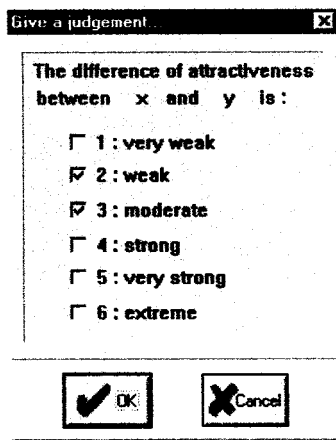 Give a judgement...
The difference of attractiveness
between x and y is :
1 : very weak
2 : weak
3 : moderate
4 : strong
5 : very strong
6 : extreme
OK
Cancel